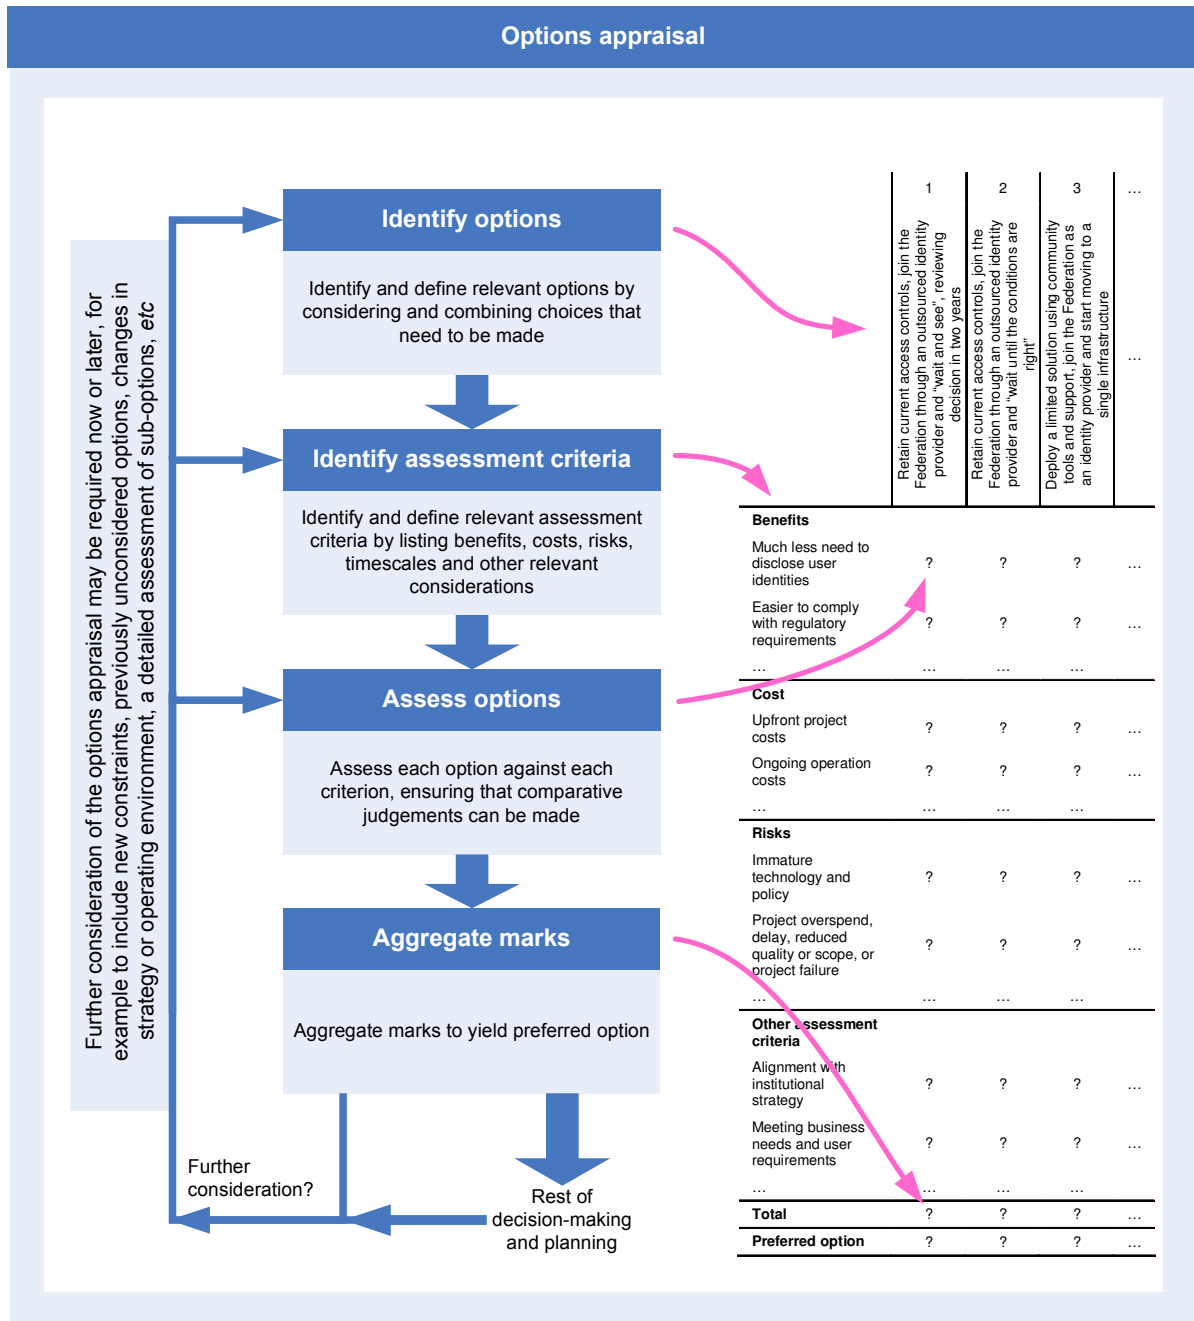 Options appraisal
Further consideration of the options appraisal may be required now or later, for
example to include new constraints, previously unconsidered options, changes in
strategy or operating environment, a detailed assessment of sub-options, etc
Identify options
Identify and define relevant options by
considering and combining choices that
need to be made
Identify assessment criteria
Identify and define relevant assessment
criteria by listing benefits, costs, risks,
timescales and other relevant
considerations
Assess options
Assess each option against each
criterion, ensuring that comparative
judgements can be made
Aggregate marks
Aggregate marks to yield preferred option
Further
consideration?
Rest of
decision-making
and planning
1 2 3 …
Retain current access controls, join the
Federation through an outsourced identity
provider and “wait and see”, reviewing
decision in two years
Retain current access controls, join the
Federation through an outsourced identity
provider and “wait until the conditions are
right”
Deploy a limited solution using community
tools and support, join the Federation as
an identity provider and start moving to a
single infrastructure
…
Benefits
Much less need to
disclose user ? ? ? …
identities
Easier to comply
with regulatory ? ? ? …
requirements
… … … …
Cost
Upfront project
costs ? ? ? …
Ongoing operation
costs ? ? ? …
… … … …
Risks
Immature
technology and ? ? ? …
policy
Project overspend,
delay, reduced
quality or scope, or ? ? ? …
project failure
… … … …
Other assessment
criteria
Alignment with
institutional ? ? ? …
strategy
Meeting business
needs and user ? ? ? …
requirements
… … … …
Total ? ? ? …
Preferred option ? ? ? …